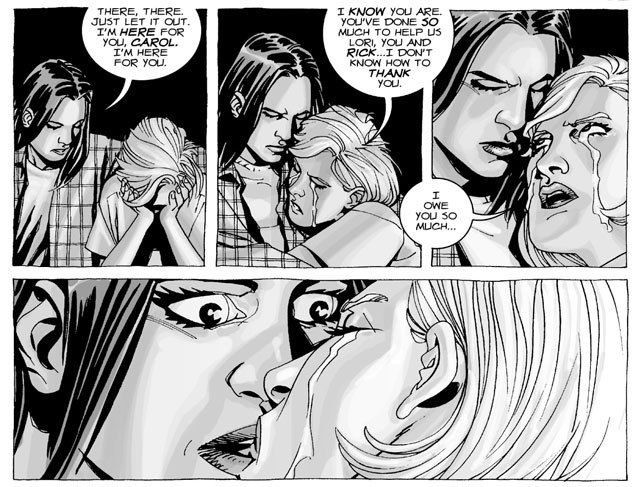 THERE, THERE.
JUST LET IT OUT.
I'M HERE FOR
YOU, CAROL.
I'M HERE
FOR YOU.
I KNOW YOU ARE.
YOU'VE DONE SO
MUCH TO HELP US
LORI, YOU AND
RICK...I DON'T
KNOW HOW TO
THANK
YOU.
I
OWE
YOU SO
MUCH...